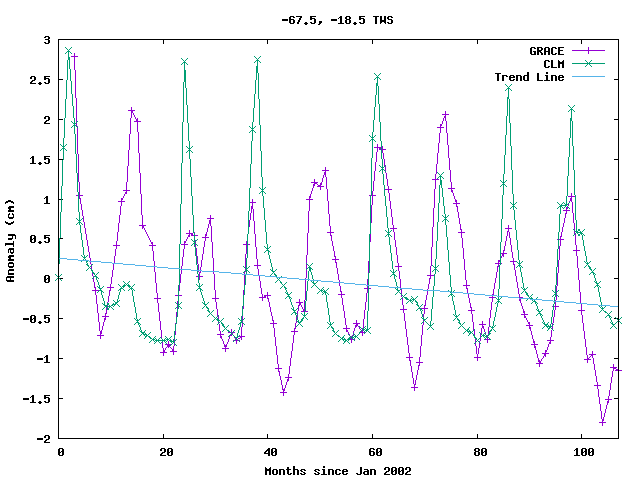 -67.5, -18.5 TWS
GRACE
CLM
Trend Line
3
2.5
2
1.5
1
0.5
0
-0.5
-1
-1.5
-2
Anomaly (cm)
0 20 40 60 80 100
Months since Jan 2002